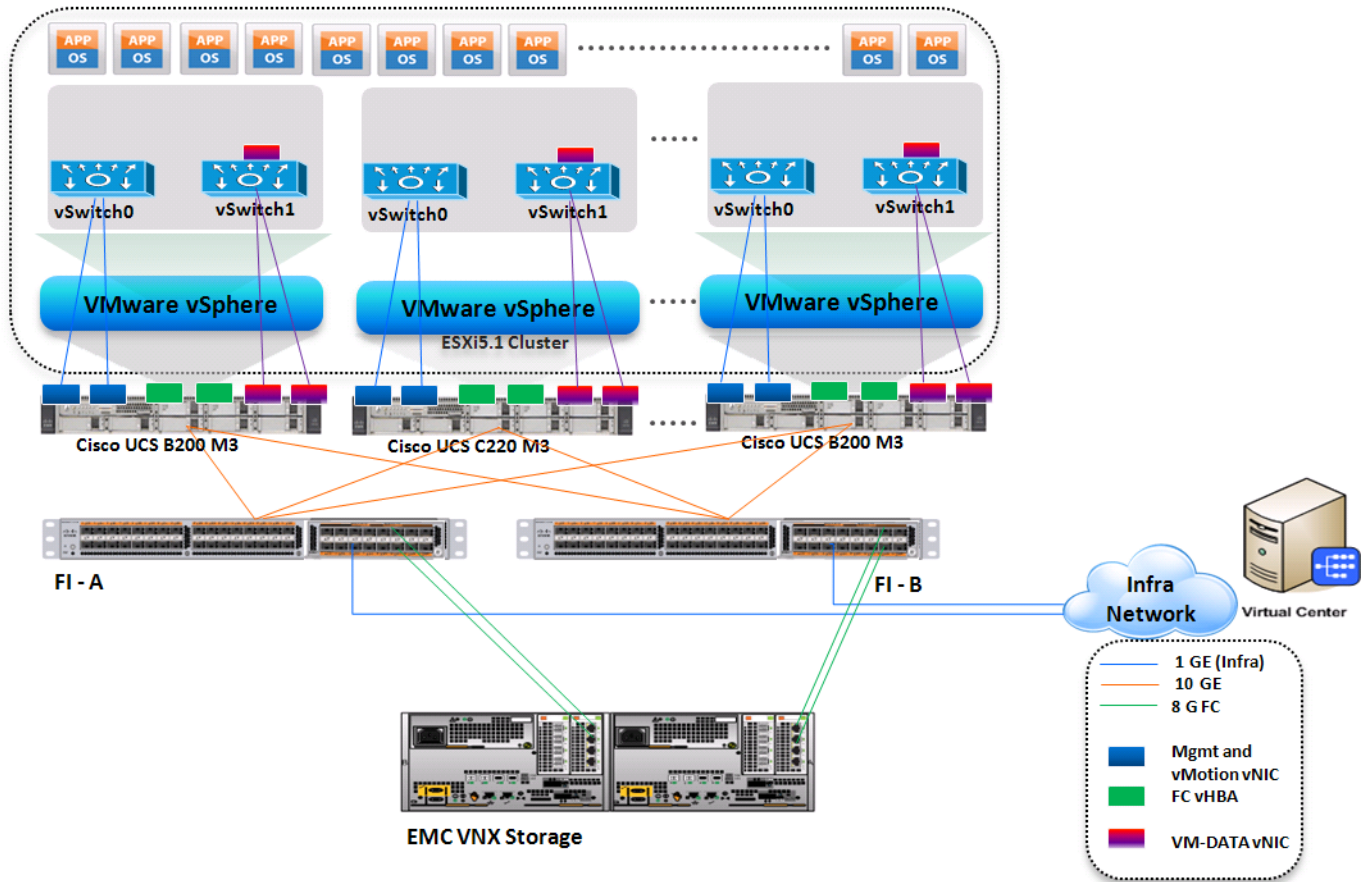 APP APP APP APP APP APP APP APP APP APP
OS OS OS OS OS OS OS OS OS OS
vSwitch0
vSwitch1
vSwitch0
vSwitch1
vSwitch0
vSwitch1
VMware vSphere
VMware vSphere
VMware vSphere
ESXi5.1 Cluster
Cisco UCS B200 M3
Cisco UCS C220 M3
Cisco UCS B200 M3
FI - A
FI - B
Infra
Network
Virtual Center
1 GE (Infra)
10 GE
8 G FC
Mgmt and
vMotion vNIC
FC vHBA
VM-DATA vNIC
EMC VNX Storage